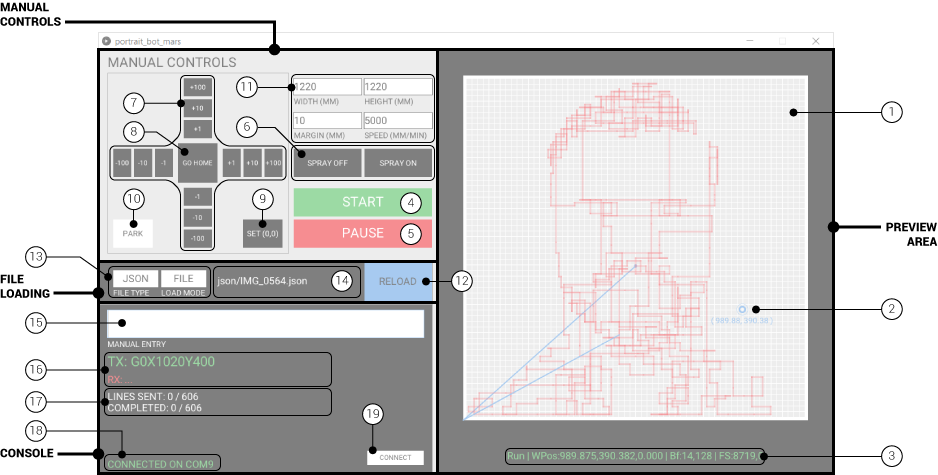 MANUAL
CONTROLS
portrait_bot_mars
MANUAL CONTROLS
+100
+10
+1
-100 -10 -1 GO HOME +1 +10 +100
-1
-10
-100
PARK
SET (0,0)
1220 1220
WIDTH (MM) HEIGHT (MM)
10 5000
MARGIN (MM) SPEED (MM/MIN)
SPRAY OFF SPRAY ON
START
PAUSE
7
8
10
9
11
6
4
5
13
FILE
LOADING
JSON FILE
FILE TYPE LOAD MODE
json/IMG_0564.json
14
RELOAD
12
15
MANUAL ENTRY
16
TX: G0X1020Y400
RX: ...
17
LINES SENT: 0 / 606
COMPLETED: 0 / 606
18
CONSOLE
CONNECTED ON COM9
19
CONNECT
1
PREVIEW
AREA
2
( 989.88, 390.38 )
Run | WPos:989.875,390.382,0.000 | Bf:14,128 | FS:8719,
3